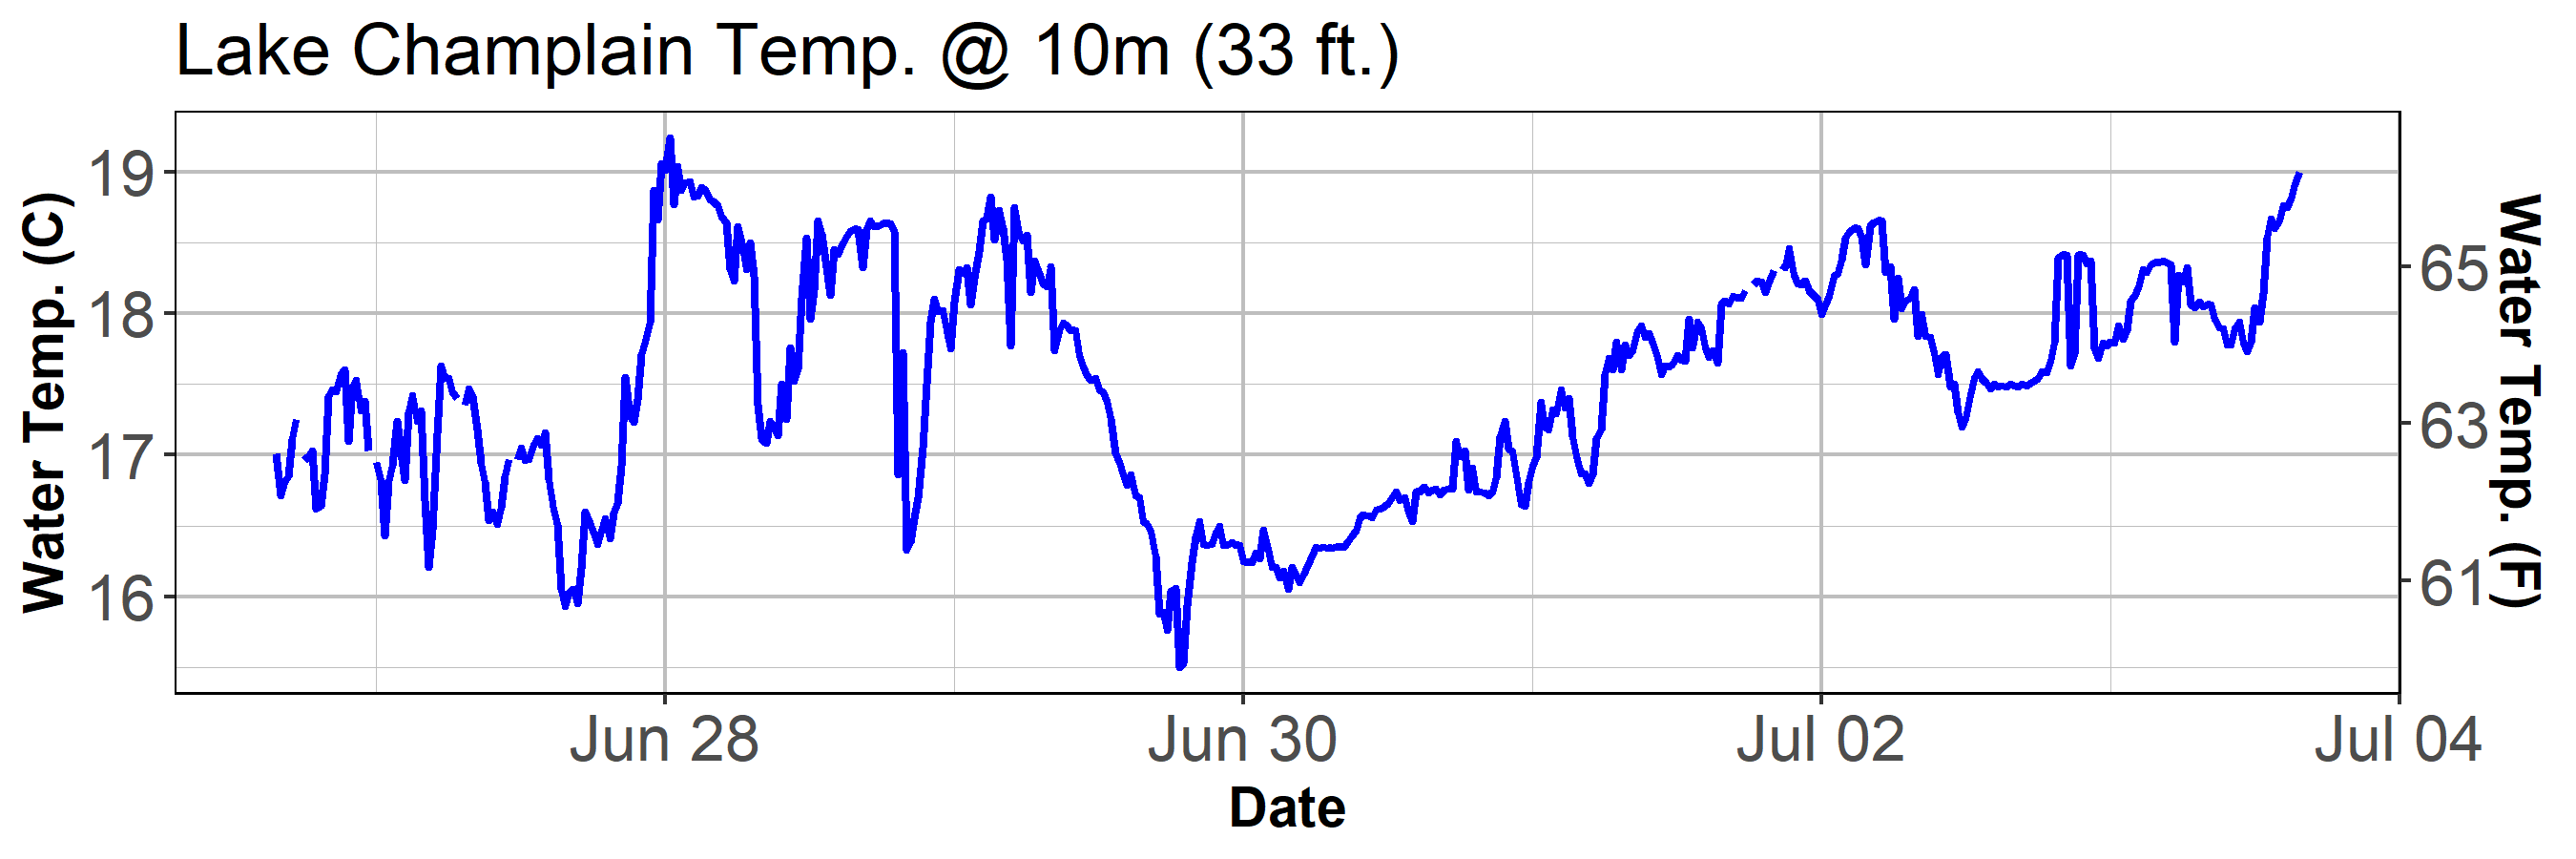 Lake Champlain Temp. @ 10m (33 ft.)
Water Temp. (C)
19
18
17
16
65
63
61
Water Temp. (F)
Jun 28
Jun 30
Jul 02
Jul 04
Date